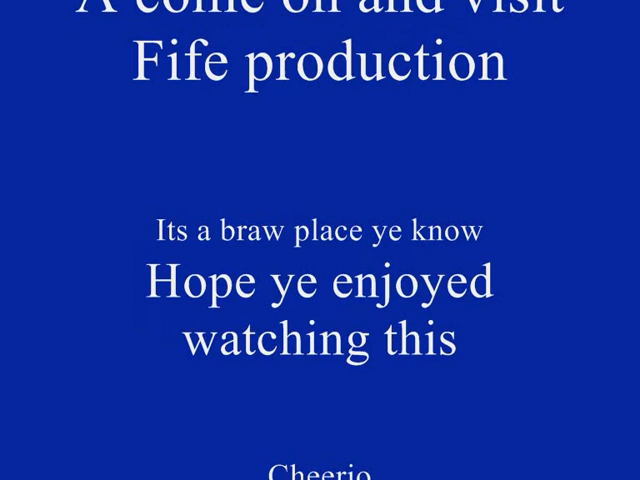 A come on and visit
Fife production
Its a braw place ye know
Hope ye enjoyed
watching this
Cheerio